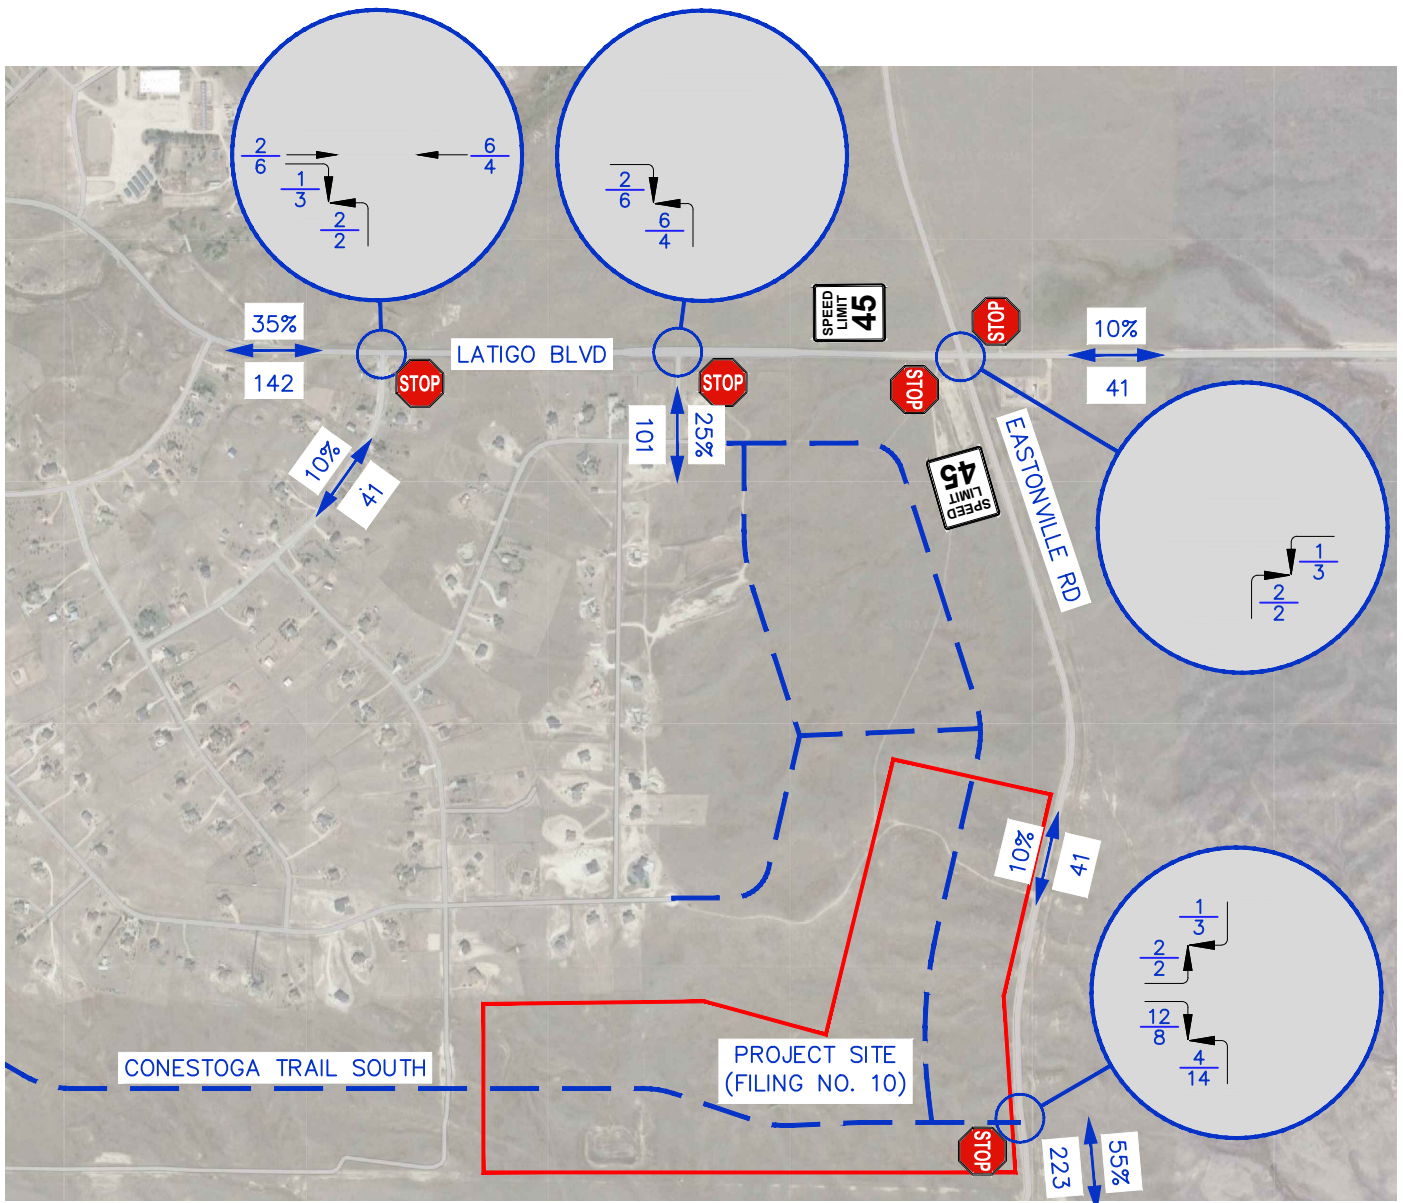 2
6
1
3
2
2
6
4
2
6
6
4
SPEED
LIMIT
45
STOP
35%
142
LATIGO BLVD
STOP
STOP
STOP
10%
41
10%
41
101
25%
SPEED
LIMIT
45
EASTONVILLE RD
1
3
2
2
10%
41
1
3
2
2
12
8
4
14
CONESTOGA TRAIL SOUTH
PROJECT SITE
(FILING NO. 10)
STOP
223
55%